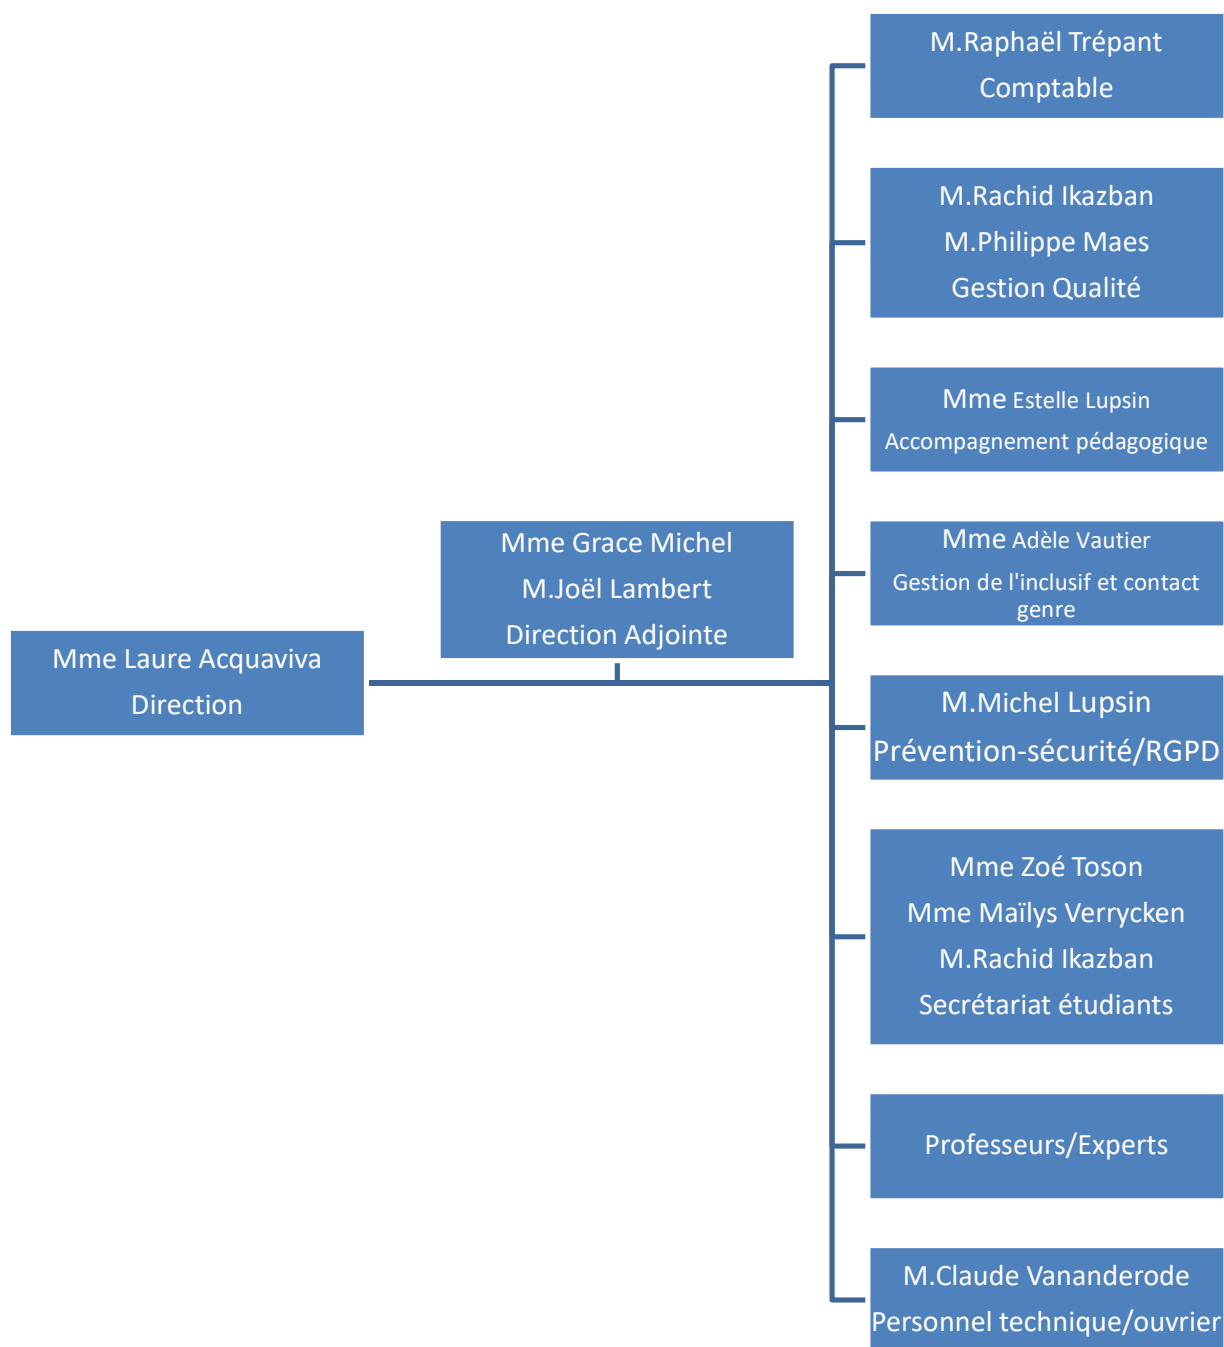 Mme Laure Acquaviva
Direction
Mme Grace Michel
M.Joël Lambert
Direction Adjointe
M.Raphaël Trépant
Comptable
M.Rachid Ikazban
M.Philippe Maes
Gestion Qualité
Mme Estelle Lupsin
Accompagnement pédagogique
Mme Adèle Vautier
Gestion de l'inclusif et contact
genre
M.Michel Lupsin
Prévention-sécurité/RGPD
Mme Zoé Toson
Mme Maïlys Verrycken
M.Rachid Ikazban
Secrétariat étudiants
Professeurs/Experts
M.Claude Vananderode
Personnel technique/ouvrier